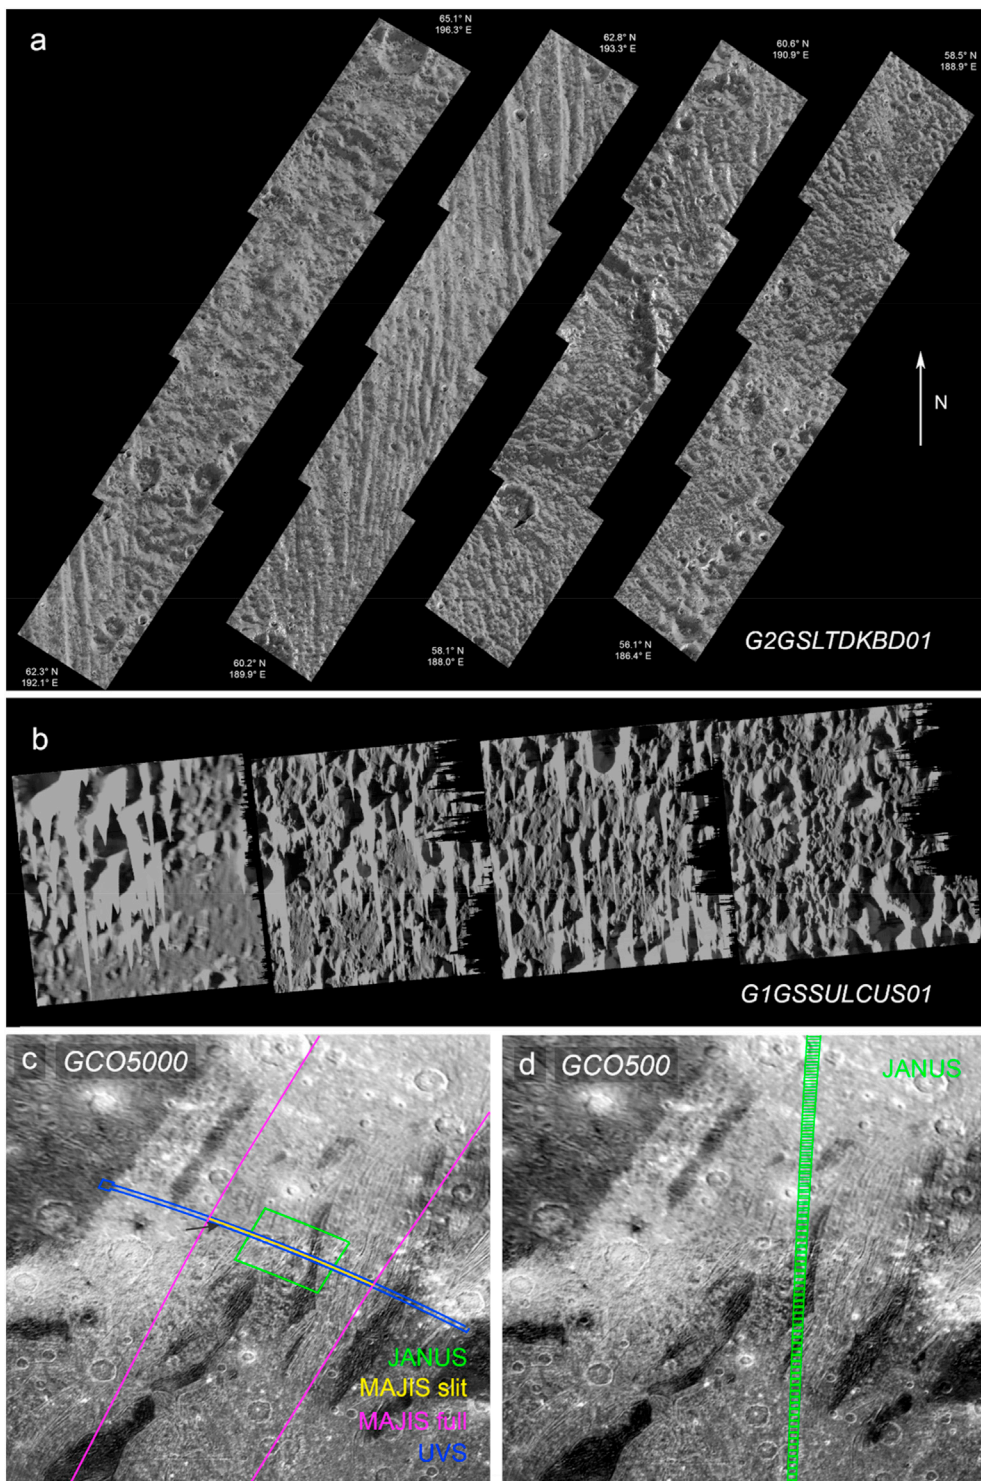 a
65.1° N
196.3° E
62.8° N
193.3° E
60.6° N
190.9° E
58.5° N
188.9° E
N
62.3° N
192.1° E
60.2° N
189.9° E
58.1° N
188.0° E
56.1° N
186.4° E
G2GSLTDKBD01
b
G1GSSULCUS01
c GCO5000
JANUS
MAJIS slit
MAJIS full
UVS
d GCO500
JANUS